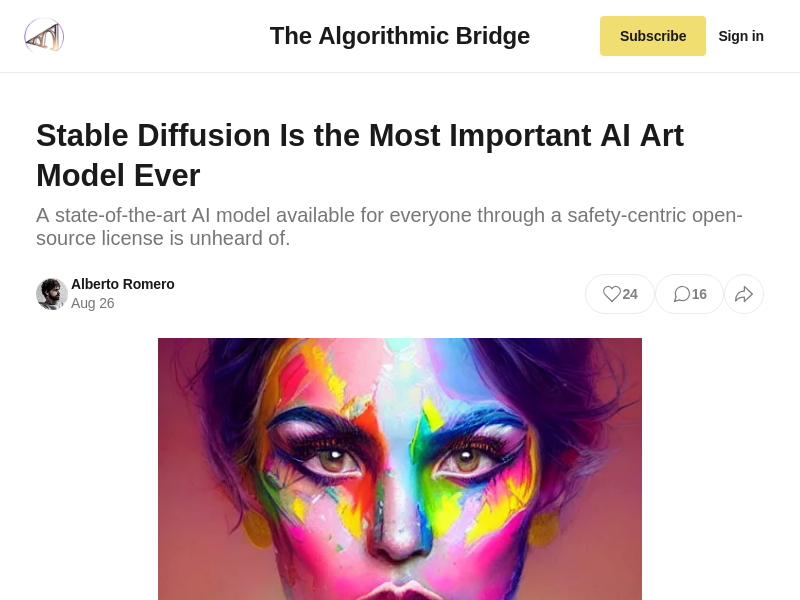 The Algorithmic Bridge
Subscribe
Sign in
Stable Diffusion Is the Most Important AI Art
Model Ever
A state-of-the-art AI model available for everyone through a safety-centric open-
source license is unheard of.
Alberto Romero
Aug 26
24
16